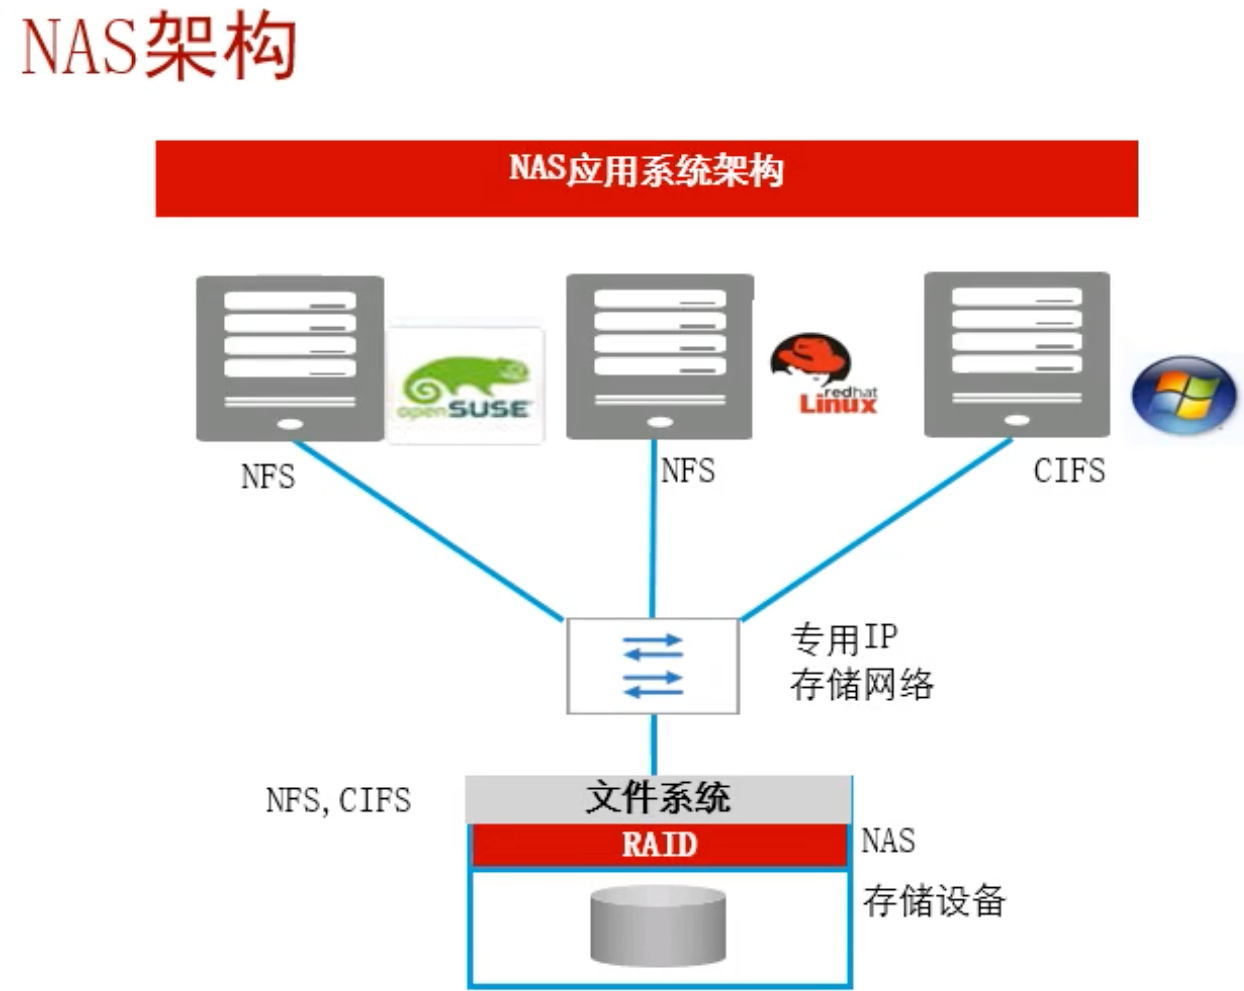 NAS架构
NAS应用系统架构
openSUSE
redhat
Linux
NFS
NFS
CIFS
专用IP
存储网络
NFS,CIFS
文件系统
RAID
NAS
存储设备